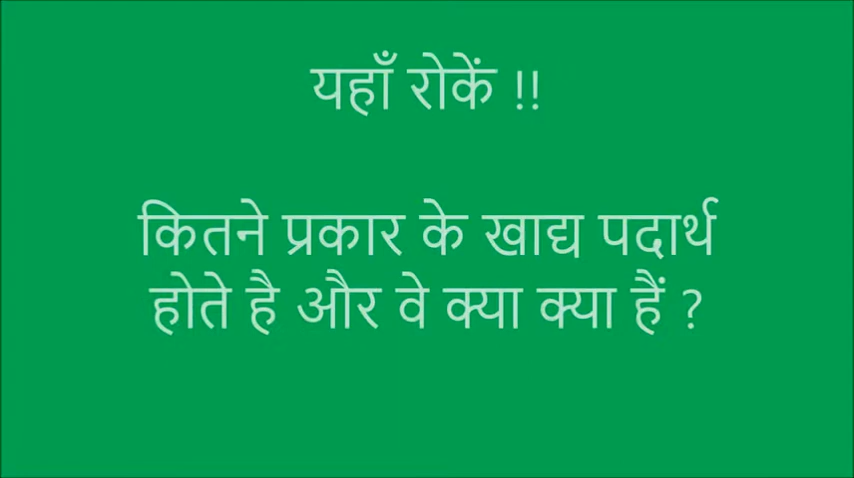 यहाँ रोकें !!
कितने प्रकार के खाद्य पदार्थ
होते है और वे क्या क्या हैं ?